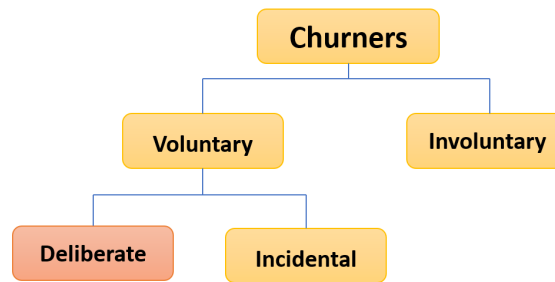 Churners
Voluntary
Involuntary
Deliberate
Incidental